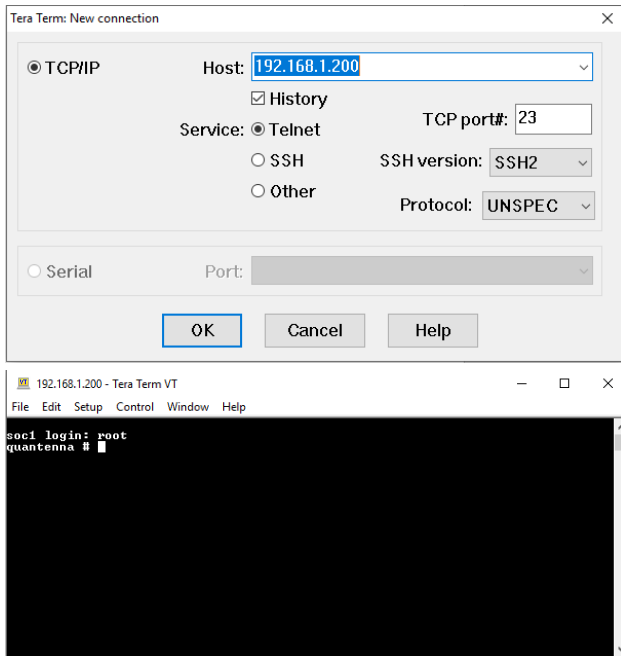 Tera Term: New connection
TCP/IP
Host: 192.168.1.200
History
Service: Telnet
TCP port#: 23
SSH
SSH version: SSH2
Other
Protocol: UNSPEC
Serial
Port:
OK Cancel Help
192.168.1.200 - Tera Term VT
File Edit Setup Control Window Help
soc1 login: root
quantenna #